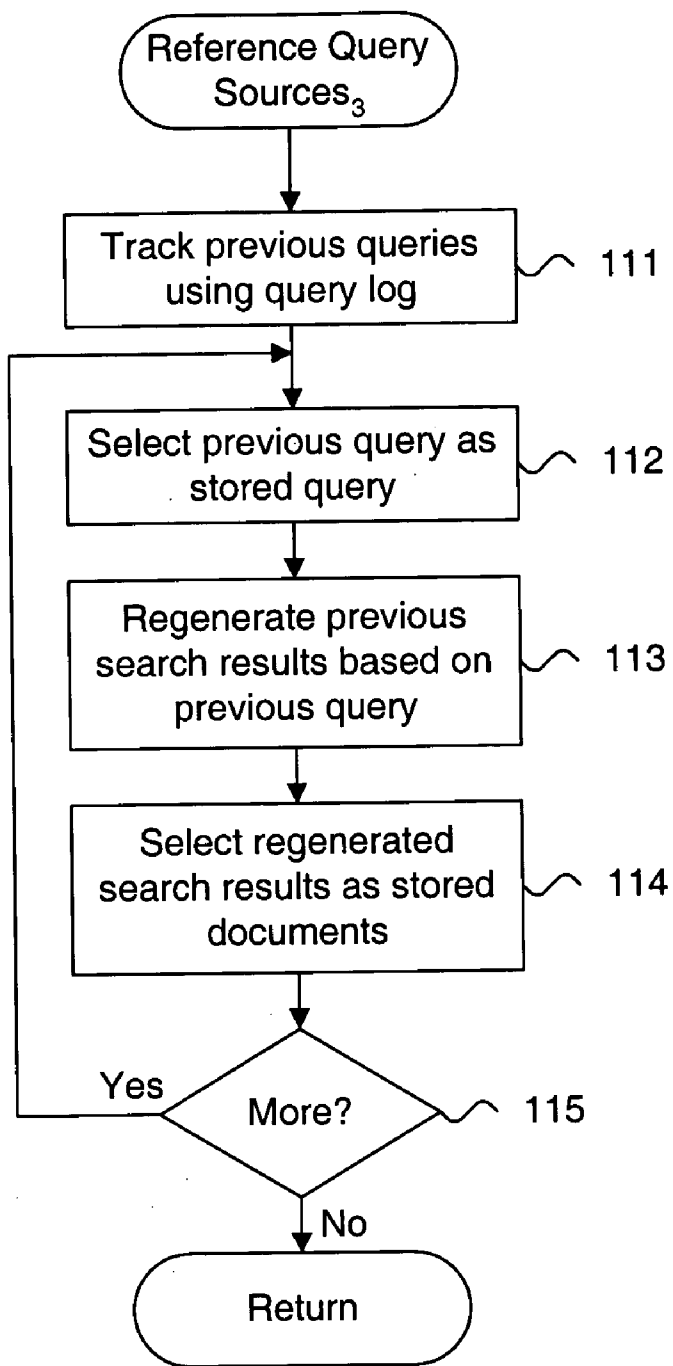 Reference Query
Sources₃
Track previous queries
using query log
111
Select previous query as
stored query
112
Regenerate previous
search results based on
previous query
113
Select regenerated
search results as stored
documents
114
Yes
More?
115
No
Return